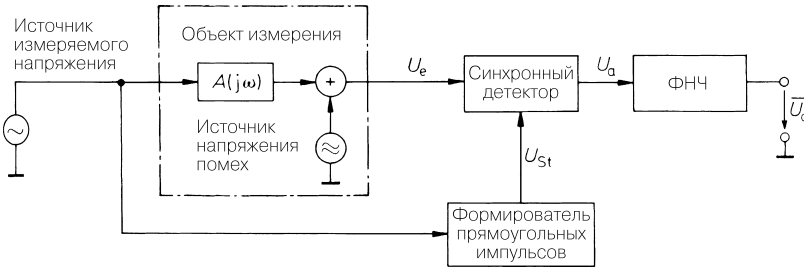 Источник
измеряемого
напряжения
Объект измерения
A(jω)
+
Источник
напряжения
помех
U_e
Синхронный
детектор
U_a
ФНЧ
U_St
Формирователь
прямоугольных
импульсов